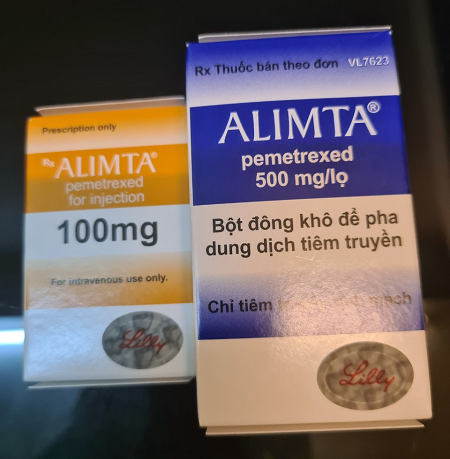 Prescription only
Rx ALIMTA®
pemetrexed
for injection
100mg
For intravenous use only.
Lilly
Rx Thuốc bán theo đơn VL7623
ALIMTA®
pemetrexed
500 mg/lọ
Bột đông khô để pha
dung dịch tiêm truyền
Chỉ tiêm
Lilly